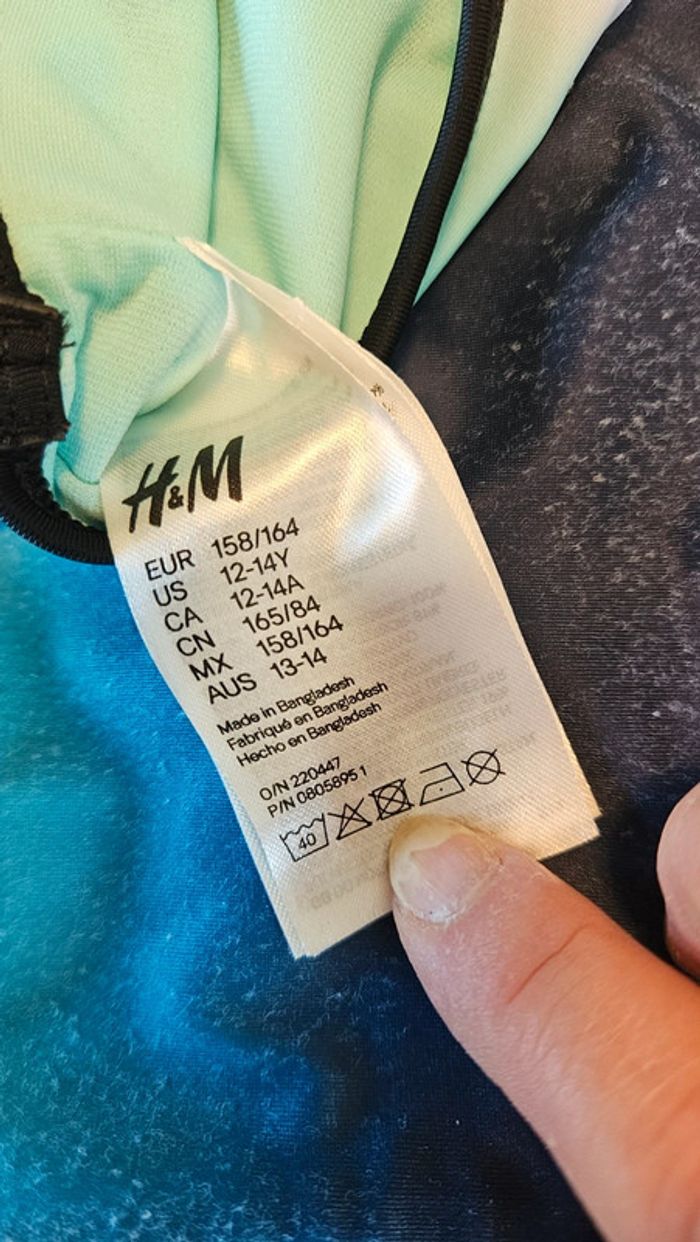 H&M
EUR 158/164
US 12-14Y
CA 12-14A
CN 165/84
MX 158/164
AUS 13-14
Made in Bangladesh
Fabriqué en Bangladesh
Hecho en Bangladesh
O/N 220447
P/N 0805895 1
40